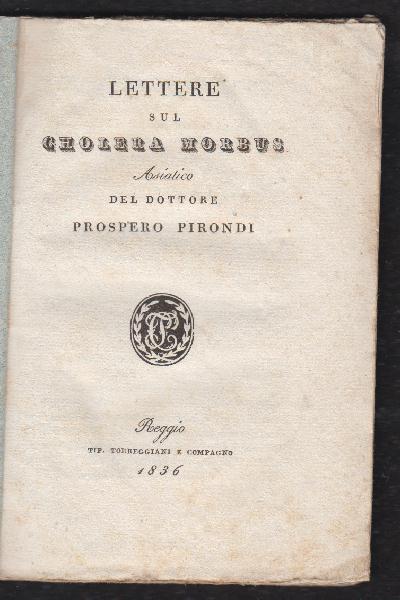 LETTERE
SUL
CHOLERA MORBUS
Asiatico
DEL DOTTORE
PROSPERO PIRONDI
Reggio
TIP. TORREGGIANI E COMPAGNO
1836